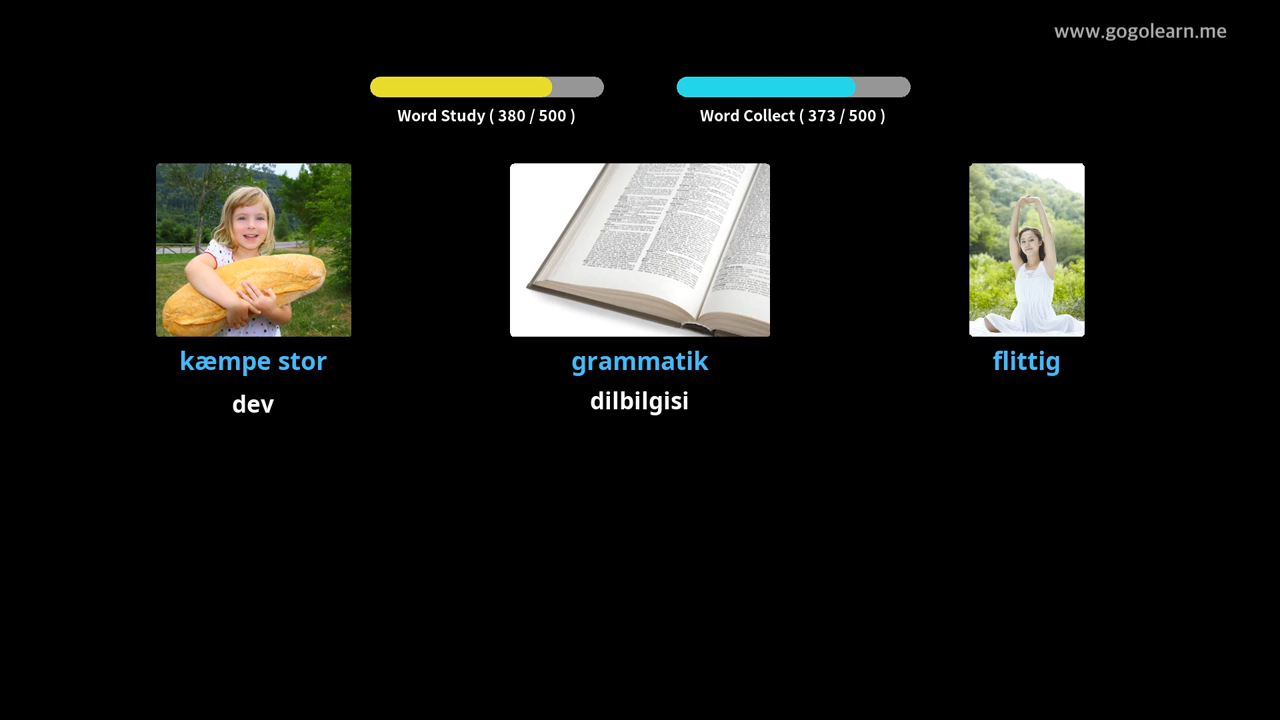 www.gogolearn.me
Word Study ( 380 / 500 )
Word Collect ( 373 / 500 )
kæmpe stor
grammatik
flittig
dev
dilbilgisi